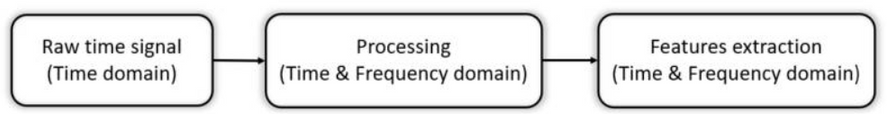 Raw time signal
(Time domain)
Processing
(Time & Frequency domain)
Features extraction
(Time & Frequency domain)